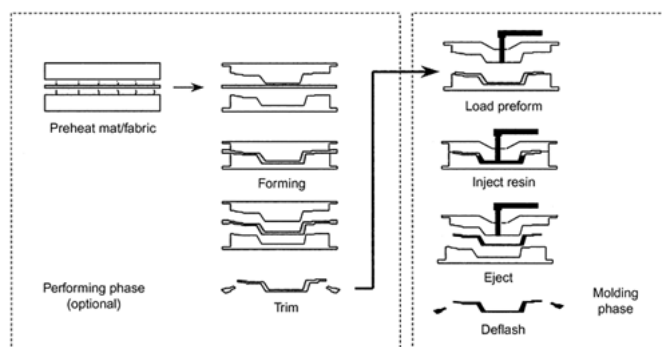 Preheat mat/fabric
Forming
Performing phase
(optional)
Trim
Load preform
Inject resin
Eject
Molding
phase
Deflash